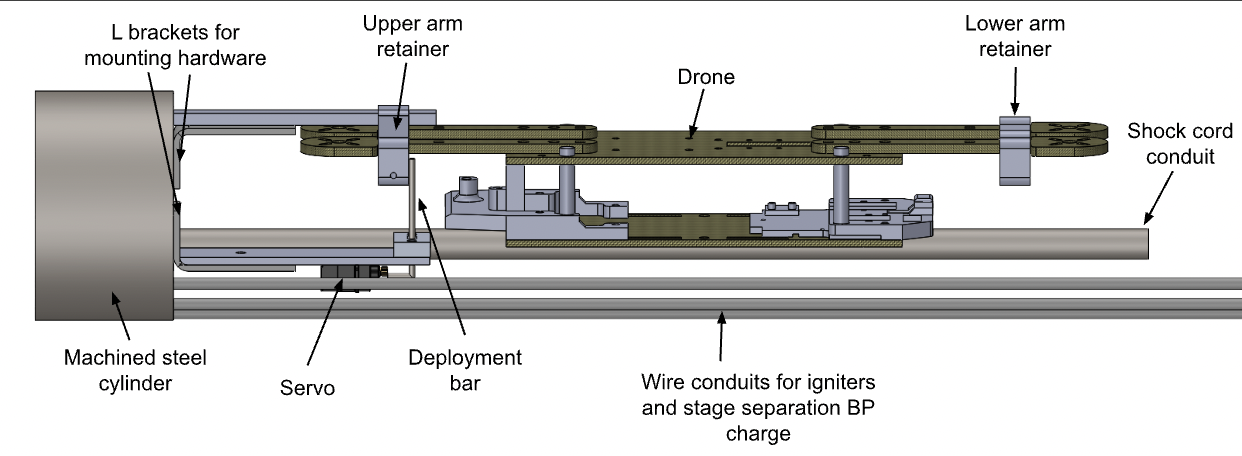 L brackets for
mounting hardware
Upper arm
retainer
Drone
Lower arm
retainer
Shock cord
conduit
Machined steel
cylinder
Servo
Deployment
bar
Wire conduits for igniters
and stage separation BP
charge